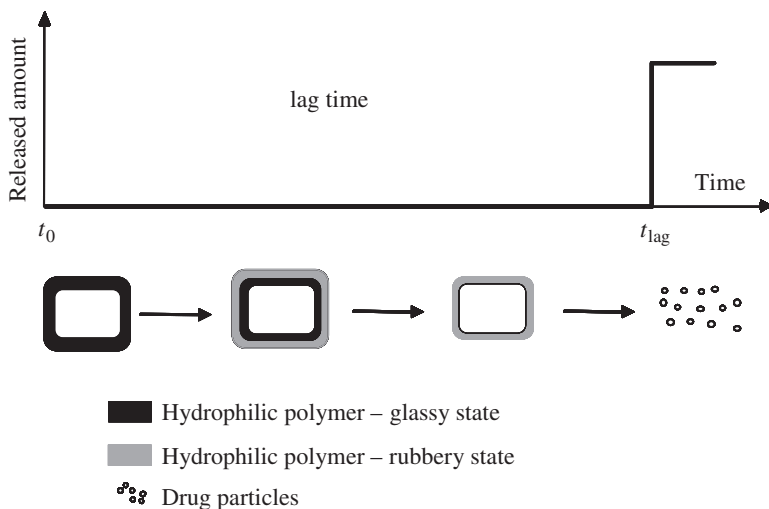 Released amount
lag time
Time
t0
tlag
Hydrophilic polymer – glassy state
Hydrophilic polymer – rubbery state
Drug particles